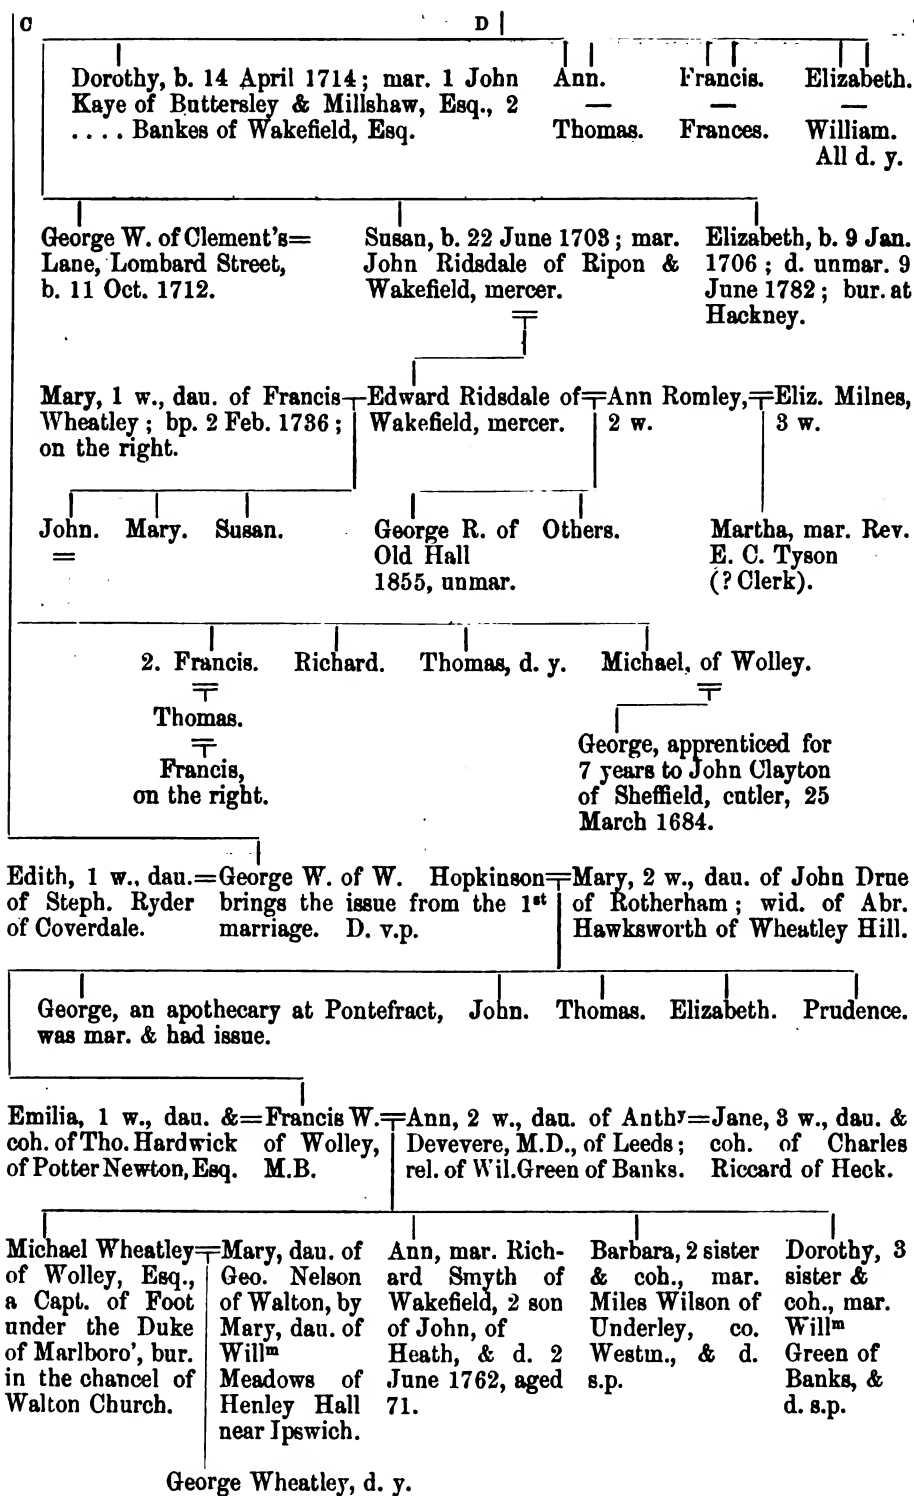 C
D
Dorothy, b. 14 April 1714; mar. 1 John
Kaye of Buttersley & Millshaw, Esq., 2
. . . . Bankes of Wakefield, Esq.
Ann.
—
Thomas.
Francis.
—
Frances.
Elizabeth.
—
William.
All d. y.
George W. of Clement's=
Lane, Lombard Street,
b. 11 Oct. 1712.
Susan, b. 22 June 1703; mar.
John Ridsdale of Ripon &
Wakefield, mercer.
Elizabeth, b. 9 Jan.
1706; d. unmar. 9
June 1782; bur. at
Hackney.
Mary, 1 w., dau. of Francis
Wheatley; bp. 2 Feb. 1736;
on the right.
Edward Ridsdale of
Wakefield, mercer.
Ann Romley,
2 w.
Eliz. Milnes,
3 w.
John.
=
Mary.
Susan.
George R. of
Old Hall
1855, unmar.
Others.
Martha, mar. Rev.
E. C. Tyson
(? Clerk).
2. Francis.
Richard.
Thomas, d. y.
Michael, of Wolley.
Thomas.
Francis,
on the right.
George, apprenticed for
7 years to John Clayton
of Sheffield, cutler, 25
March 1684.
Edith, 1 w., dau.=
of Steph. Ryder
of Coverdale.
George W. of W. Hopkinson
brings the issue from the 1st
marriage. D. v.p.
Mary, 2 w., dau. of John Drue
of Rotherham; wid. of Abr.
Hawksworth of Wheatley Hill.
George, an apothecary at Pontefract,
was mar. & had issue.
John.
Thomas.
Elizabeth.
Prudence.
Emilia, 1 w., dau. &=
coh. of Tho. Hardwick
of Potter Newton, Esq.
Francis W.
of Wolley,
M.B.
Ann, 2 w., dau. of Anthy=
Devevere, M.D., of Leeds;
rel. of Wil. Green of Banks.
Jane, 3 w., dau. &
coh. of Charles
Riccard of Heck.
Michael Wheatley
of Wolley, Esq.,
a Capt. of Foot
under the Duke
of Marlboro', bur.
in the chancel of
Walton Church.
Mary, dau. of
Geo. Nelson
of Walton, by
Mary, dau. of
Willm
Meadows of
Henley Hall
near Ipswich.
Ann, mar. Rich-
ard Smyth of
Wakefield, 2 son
of John, of
Heath, & d. 2
June 1762, aged
71.
Barbara, 2 sister
& coh., mar.
Miles Wilson of
Underley, co.
Westm., & d.
s.p.
Dorothy, 3
sister &
coh., mar.
Willm
Green of
Banks, &
d. s.p.
George Wheatley, d. y.